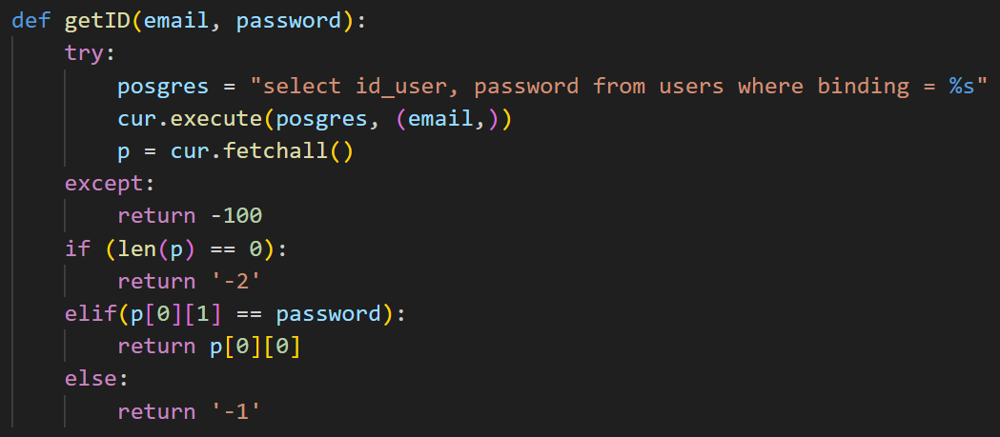 def getID(email, password):
    try:
        posgres = "select id_user, password from users where binding = %s"
        cur.execute(posgres, (email,))
        p = cur.fetchall()
    except:
        return -100
    if (len(p) == 0):
        return '-2'
    elif(p[0][1] == password):
        return p[0][0]
    else:
        return '-1'